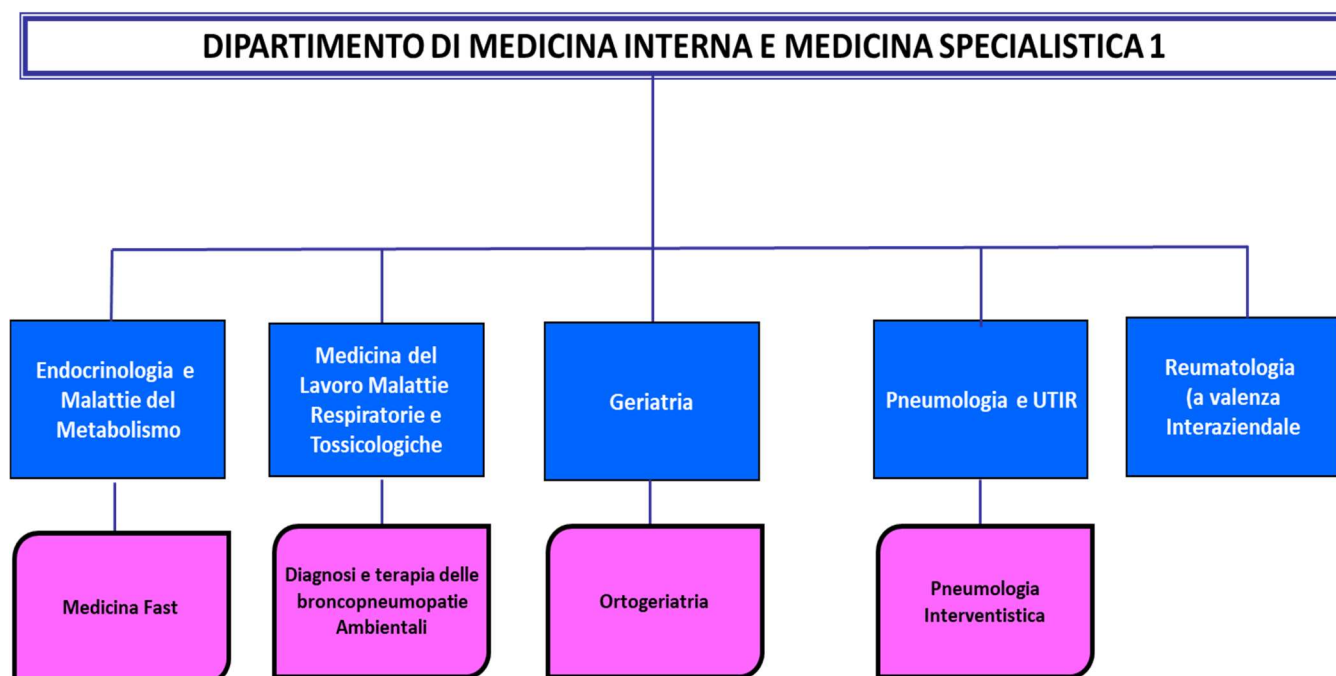 DIPARTIMENTO DI MEDICINA INTERNA E MEDICINA SPECIALISTICA 1
Endocrinologia e
Malattie del
Metabolismo
Medicina del
Lavoro Malattie
Respiratorie e
Tossicologiche
Geriatria
Pneumologia e UTIR
Reumatologia
(a valenza
Interaziendale
Medicina Fast
Diagnosi e terapia delle
broncopneumopatie
Ambientali
Ortogeriatria
Pneumologia
Interventistica